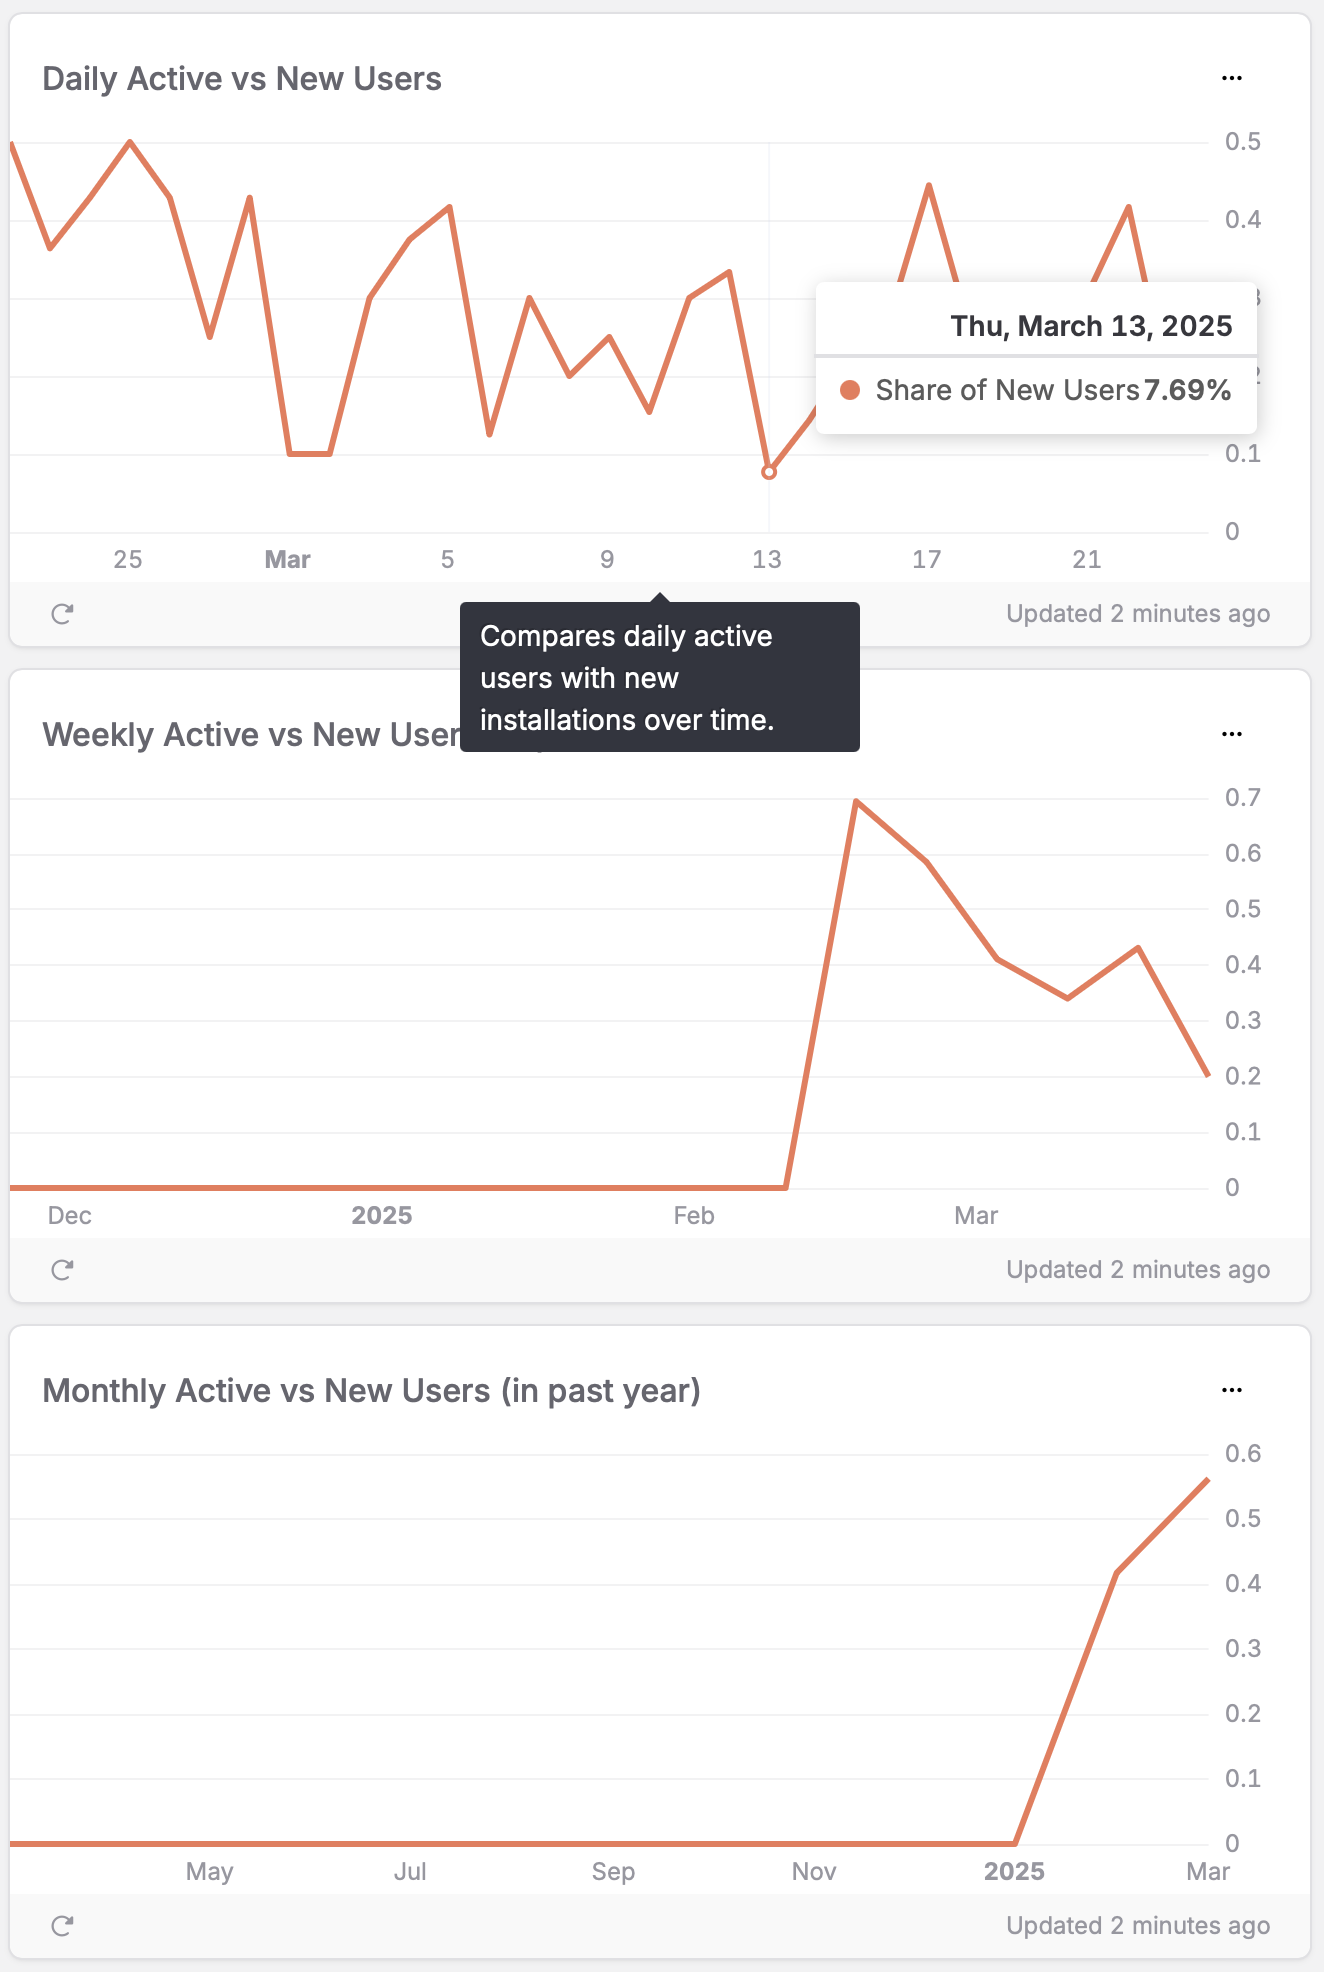 Daily Active vs New Users
...
0.5
0.4
0.1
0
Thu, March 13, 2025
Share of New Users 7.69%
25 Mar 5 9 13 17 21
Updated 2 minutes ago
Compares daily active
users with new
installations over time.
Weekly Active vs New
...
0.7
0.6
0.5
0.4
0.3
0.2
0.1
0
Dec 2025 Feb Mar
Updated 2 minutes ago
Monthly Active vs New Users (in past year)
...
0.6
0.5
0.4
0.3
0.2
0.1
0
May Jul Sep Nov 2025 Mar
Updated 2 minutes ago